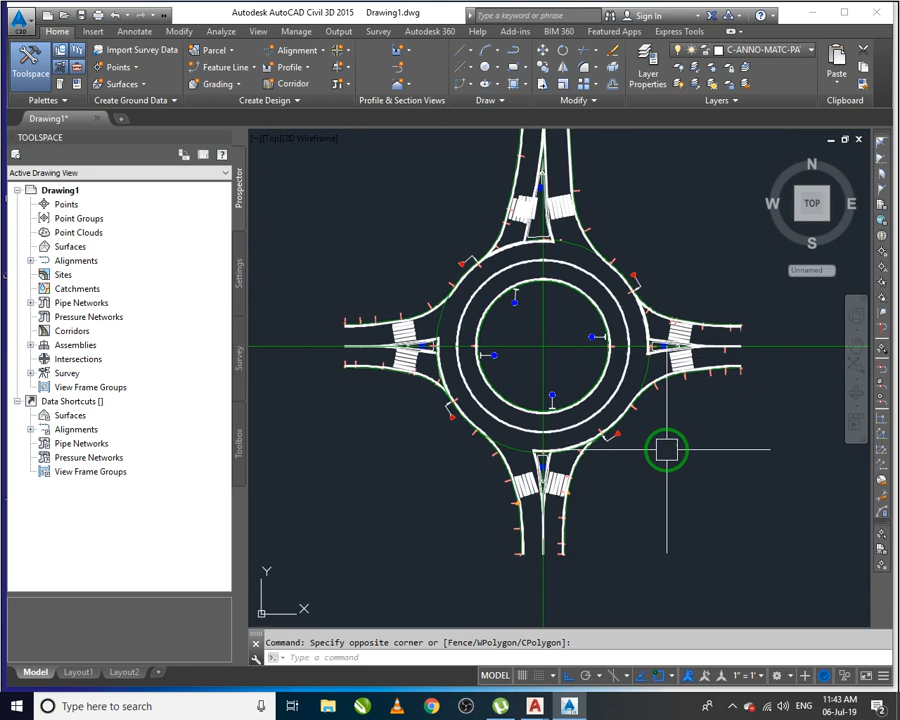 C3D
Autodesk AutoCAD Civil 3D 2015 Drawing1.dwg
Type a keyword or phrase
Sign In
Home Insert Annotate Modify Analyze View Manage Output Survey Autodesk 360 Help Add-ins BIM 360 Featured Apps Express Tools
Toolspace
Import Survey Data
Points
Surfaces
Parcel
Feature Line
Grading
Alignment
Profile
Corridor
Layer
Properties
C-ANNO-MATC-PA
Paste
Palettes
Create Ground Data
Create Design
Profile & Section Views
Draw
Modify
Layers
Clipboard
Drawing1*
TOOLSPACE
[−][Top][2D Wireframe]
Active Drawing View
Drawing1
Points
Point Groups
Point Clouds
Surfaces
Alignments
Sites
Catchments
Pipe Networks
Pressure Networks
Corridors
Assemblies
Intersections
Survey
View Frame Groups
Data Shortcuts []
Surfaces
Alignments
Pipe Networks
Pressure Networks
View Frame Groups
Prospector
Settings
Survey
Toolbox
N
W TOP E
S
Unnamed
Y
X
Command: Specify opposite corner or [Fence/WPolygon/CPolygon]:
Type a command
Model Layout1 Layout2 +
MODEL
1" = 1'
Type here to search
ENG
11:43 AM
06-Jul-19
2